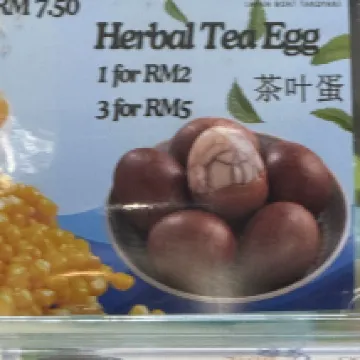 RM 7.50
Herbal Tea Egg
1 for RM2
3 for RM5
茶叶蛋